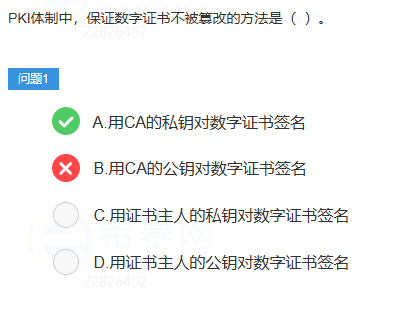 PKI体制中，保证数字证书不被篡改的方法是（ ）。
22826402
问题1
A.用CA的私钥对数字证书签名
B.用CA的公钥对数字证书签名
C.用证书主人的私钥对数字证书签名
希赛网
D.用证书主人的公钥对数字证书签名
22826402